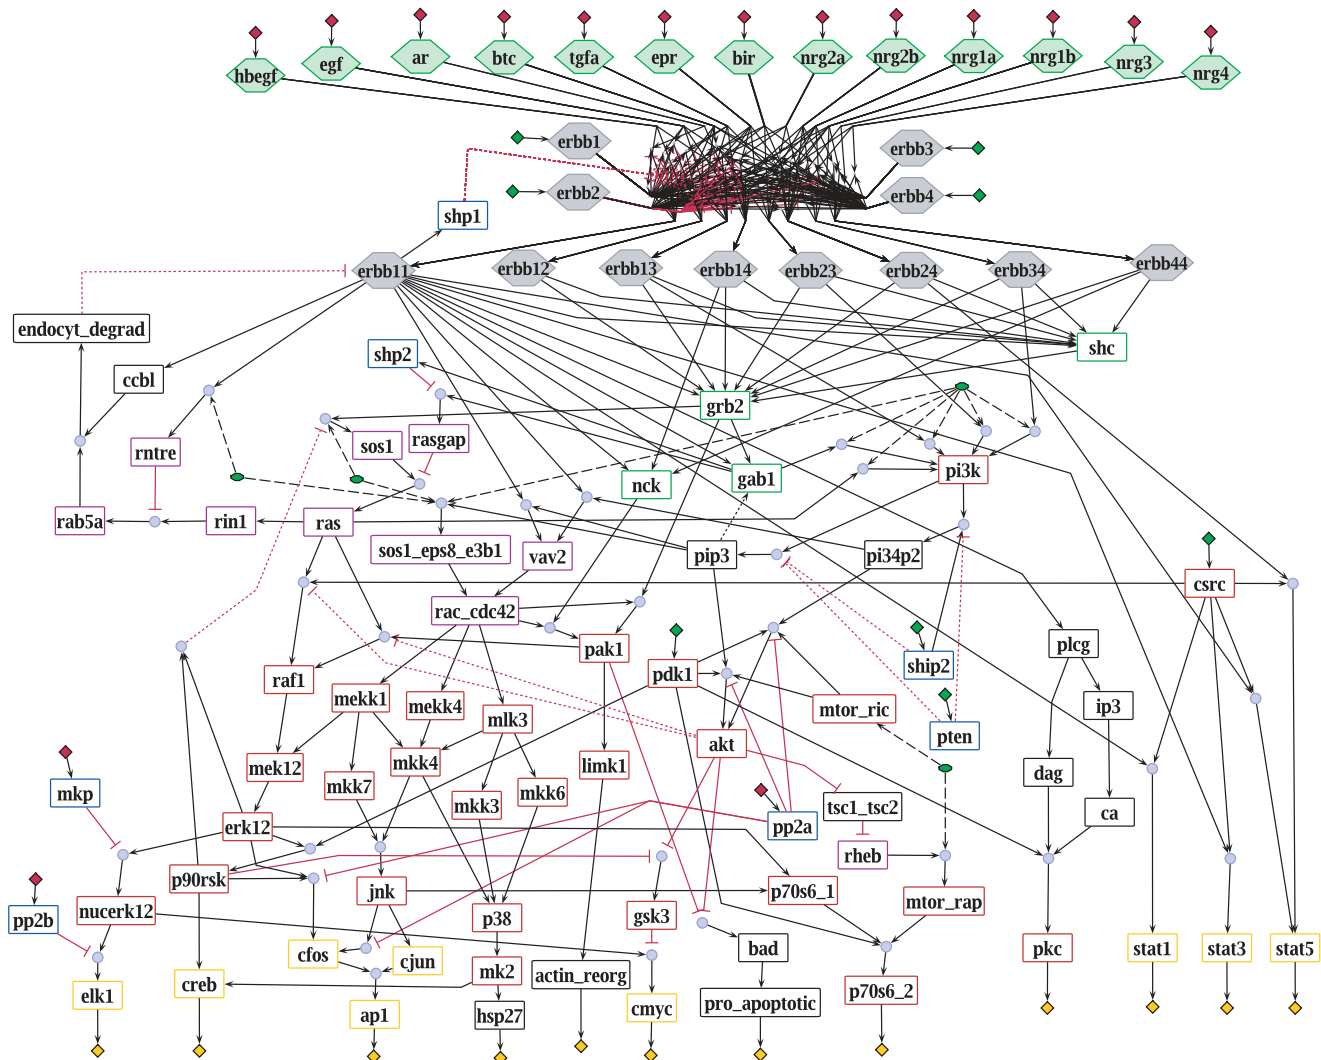 hbegf
egf
ar
btc
tgfa
epr
bir
nrg2a
nrg2b
nrg1a
nrg1b
nrg3
nrg4
erbb1
erbb3
erbb2
erbb4
shp1
erbb11
erbb12
erbb13
erbb14
erbb23
erbb24
erbb34
erbb44
endocyt_degrad
shp2
shc
ccbl
grb2
rntre
sos1
rasgap
nck
gab1
pi3k
rab5a
rin1
ras
sos1_eps8_e3b1
vav2
pip3
pi34p2
csrc
rac_cdc42
pak1
plcg
ship2
raf1
pdk1
mekk1
mekk4
mlk3
mtor_ric
ip3
pten
akt
mek12
mkk4
limk1
mkk7
mkk6
dag
mkp
mkk3
tsc1_tsc2
ca
erk12
pp2a
rheb
p90rsk
jnk
p70s6_1
mtor_rap
nucerk12
pp2b
p38
gsk3
cfos
cjun
bad
pkc
stat1
stat3
stat5
creb
mk2
actin_reorg
elk1
p70s6_2
ap1
hsp27
cmyc
pro_apoptotic